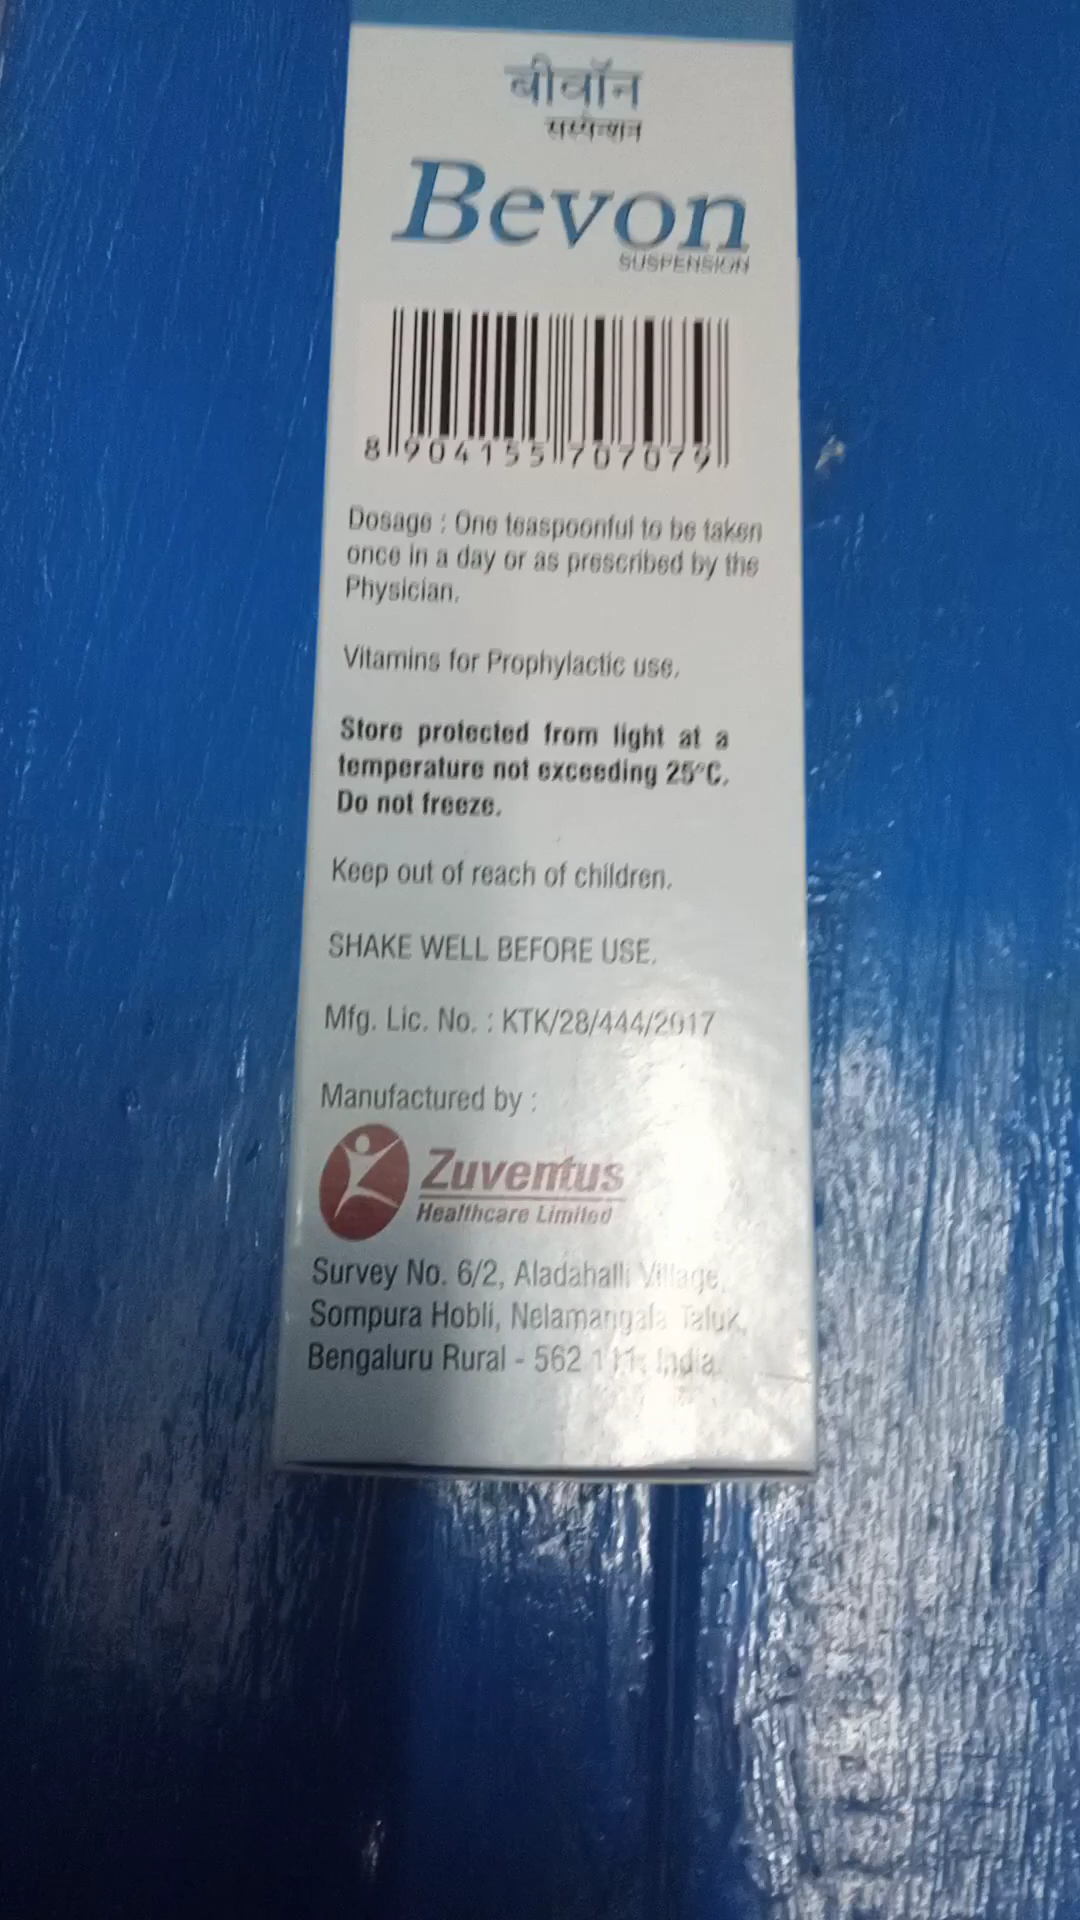 बीवॉन
सस्पेन्शन
Bevon
SUSPENSION
8 904155 707079
Dosage : One teaspoonful to be taken
once in a day or as prescribed by the
Physician.
Vitamins for Prophylactic use.
Store protected from light at a
temperature not exceeding 25°C.
Do not freeze.
Keep out of reach of children.
SHAKE WELL BEFORE USE.
Mfg. Lic. No. : KTK/28/444/2017
Manufactured by :
Zuventus
Healthcare Limited
Survey No. 6/2, Aladahalli Village,
Sompura Hobli, Nelamangala Taluk,
Bengaluru Rural - 562 111, India.